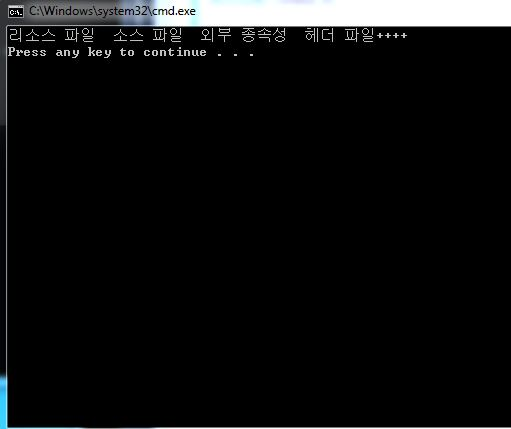 C:\Windows\system32\cmd.exe
리소스 파일  소스 파일  외부 종속성  헤더 파일++++
Press any key to continue . . .